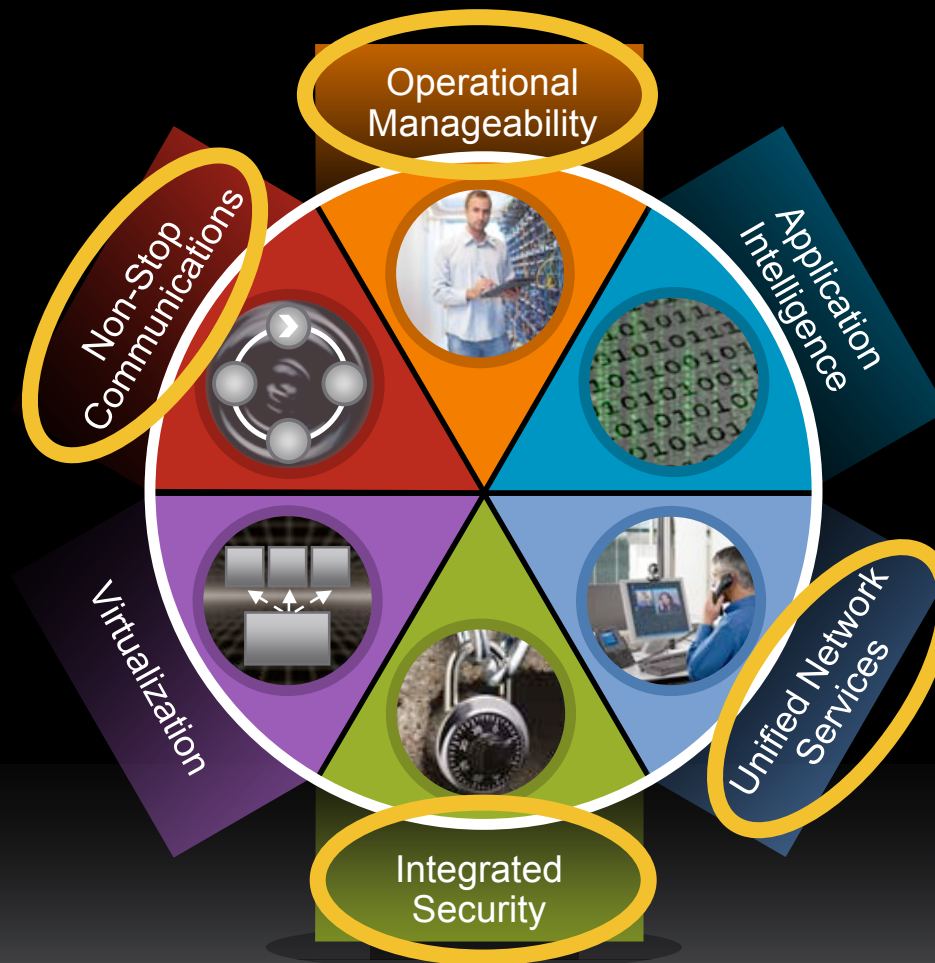 Operational
Manageability
Application
Intelligence
Unified Network
Services
Integrated
Security
Virtualization
Non-Stop
Communications